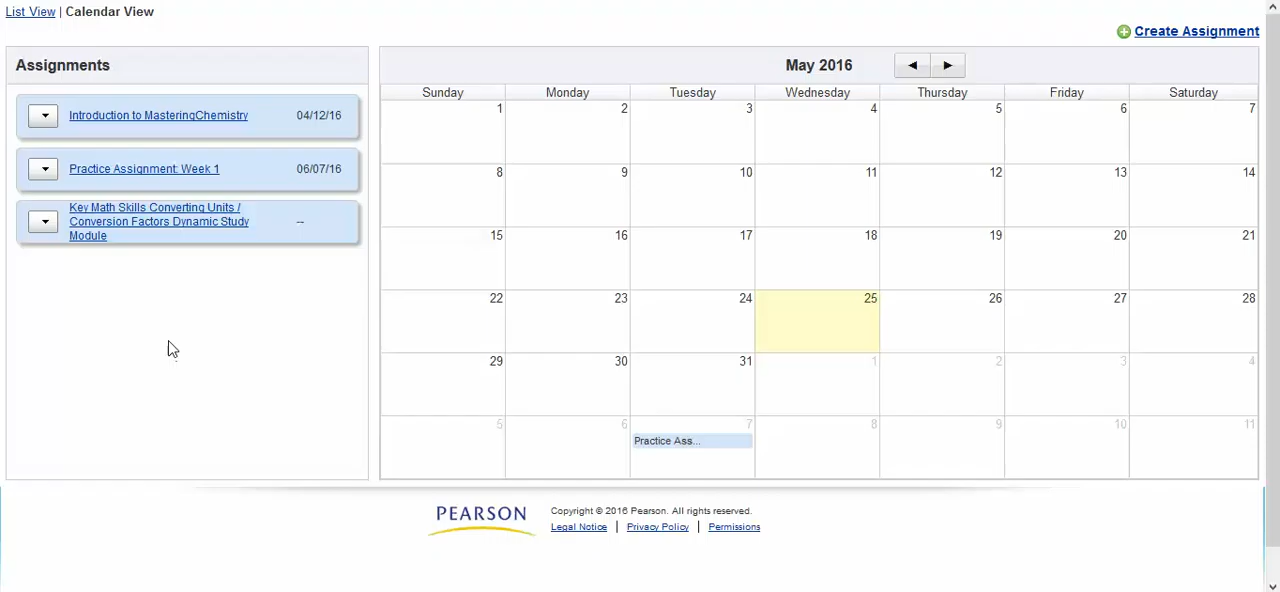 List View | Calendar View
Create Assignment
Assignments
Introduction to MasteringChemistry 04/12/16
Practice Assignment: Week 1 06/07/16
Key Math Skills Converting Units /
Conversion Factors Dynamic Study
Module
--
May 2016
Sunday Monday Tuesday Wednesday Thursday Friday Saturday
1 2 3 4 5 6 7
8 9 10 11 12 13 14
15 16 17 18 19 20 21
22 23 24 25 26 27 28
29 30 31 1 2 3 4
5 6 7 8 9 10 11
Practice Ass...
PEARSON
Copyright © 2016 Pearson. All rights reserved.
Legal Notice | Privacy Policy | Permissions